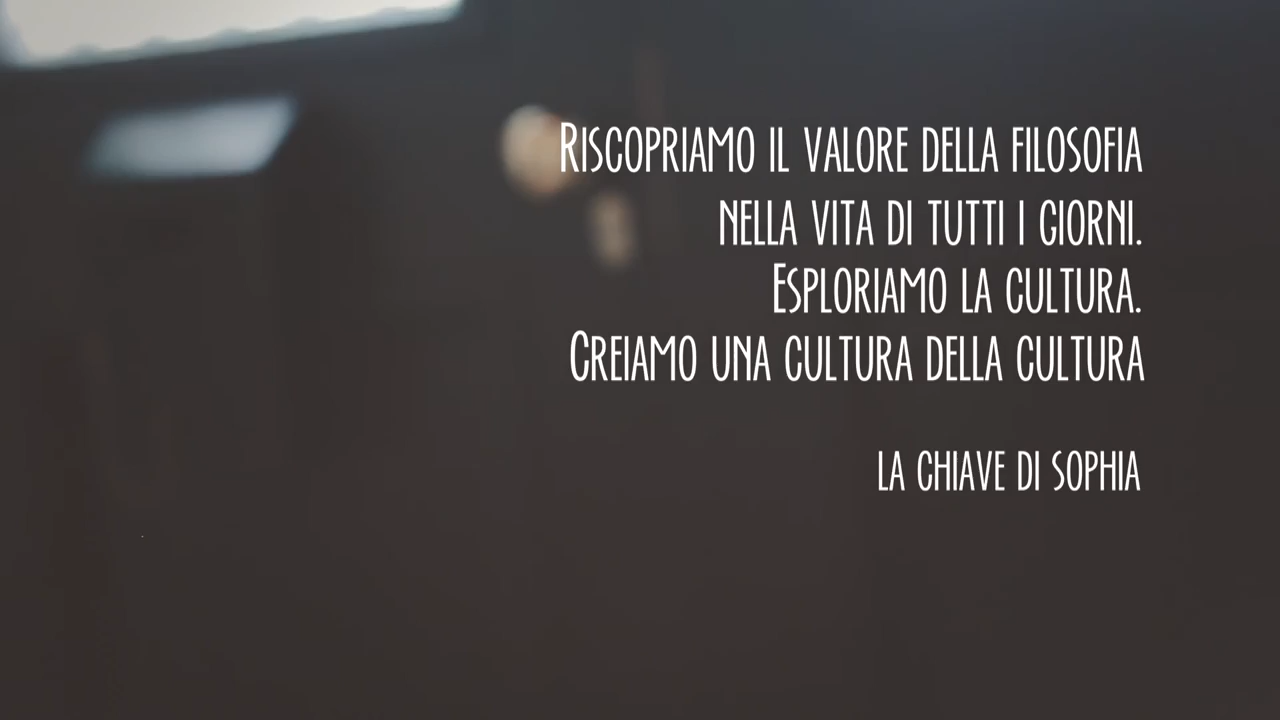 Riscopriamo il valore della filosofia
nella vita di tutti i giorni.
Esploriamo la cultura.
Creiamo una cultura della cultura
la chiave di sophia